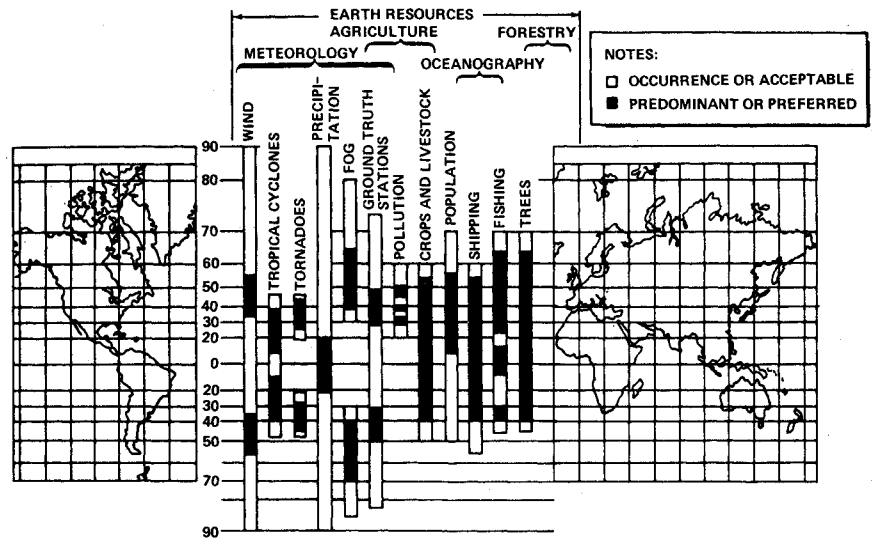 EARTH RESOURCES
AGRICULTURE
FORESTRY
METEOROLOGY
OCEANOGRAPHY
NOTES:
OCCURRENCE OR ACCEPTABLE
PREDOMINANT OR PREFERRED
WIND
TROPICAL CYCLONES
TORNADOES
PRECIPI-
TATION
FOG
GROUND TRUTH
STATIONS
POLLUTION
CROPS AND LIVESTOCK
POPULATION
SHIPPING
FISHING
TREES
90
80
70
60
50
40
30
20
0
20
30
40
50
70
90